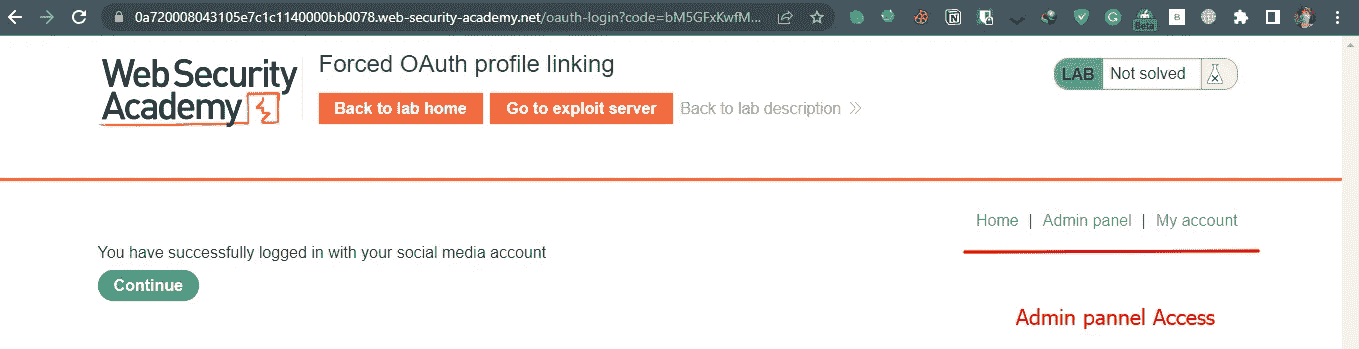 0a720008043105e7c1c1140000bb0078.web-security-academy.net/oauth-login?code=bM5GFxKwfM...
Beta
B
Web Security
Academy
Forced OAuth profile linking
Back to lab home
Go to exploit server
Back to lab description
LAB
Not solved
Home | Admin panel | My account
You have successfully logged in with your social media account
Continue
Admin pannel Access